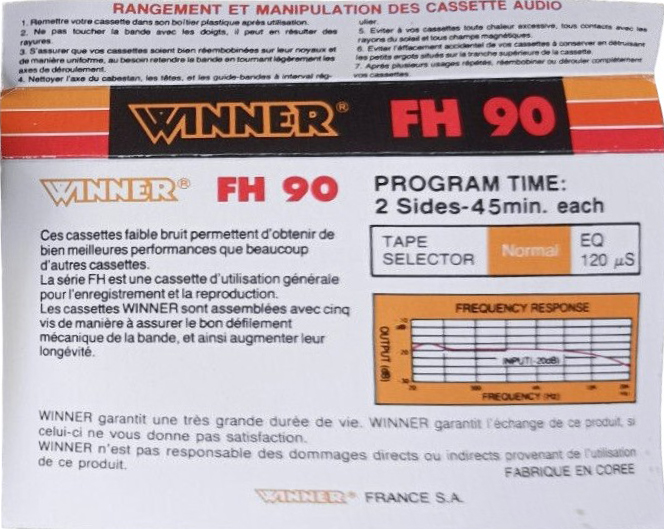 RANGEMENT ET MANIPULATION DES CASSETTE AUDIO
1. Remettre votre cassette dans son boîtier plastique après utilisation.
2. Ne pas toucher la bande avec les doigts, il peut en résulter des
rayures.
3. S'assurer que vos cassettes soient bien réembobinées sur leur noyaux et
de manière uniforme, au besoin retendre la bande en tournant légèrement les
axes de déroulement.
4. Nettoyer l'axe du cabestan, les têtes, et les guide-bandes à interval rég-
ulier.
5. Eviter à vos cassettes toute chaleur excessive, tous contacts avec les
rayons du soleil et tous champs magnétiques.
6. Eviter l'éffacement accidentel de vos cassettes à conserver en détruisant
les petits ergots situés sur la tranche supérieure de la cassette.
7. Après plusieurs usages répétés, réembobiner ou dérouler complètement
vos cassettes.
WINNER® FH 90
WINNER® FH 90
Ces cassettes faible bruit permettent d'obtenir de
bien meilleures performances que beaucoup
d'autres cassettes.
La série FH est une cassette d'utilisation générale
pour l'enregistrement et la reproduction.
Les cassettes WINNER sont assemblées avec cinq
vis de manière à assurer le bon défilement
mécanique de la bande, et ainsi augmenter leur
longévité.
PROGRAM TIME:
2 Sides-45min. each
TAPE
SELECTOR
Normal
EQ
120 µS
FREQUENCY RESPONSE
OUTPUT (dB)
INPUT(-20dB)
FREQUENCY (Hz)
WINNER garantit une très grande durée de vie. WINNER garantit l'échange de ce produit, si
celui-ci ne vous donne pas satisfaction.
WINNER n'est pas responsable des dommages directs ou indirects provenant de l'utilisation
de ce produit.
FABRIQUE EN COREE
WINNER® FRANCE S.A.